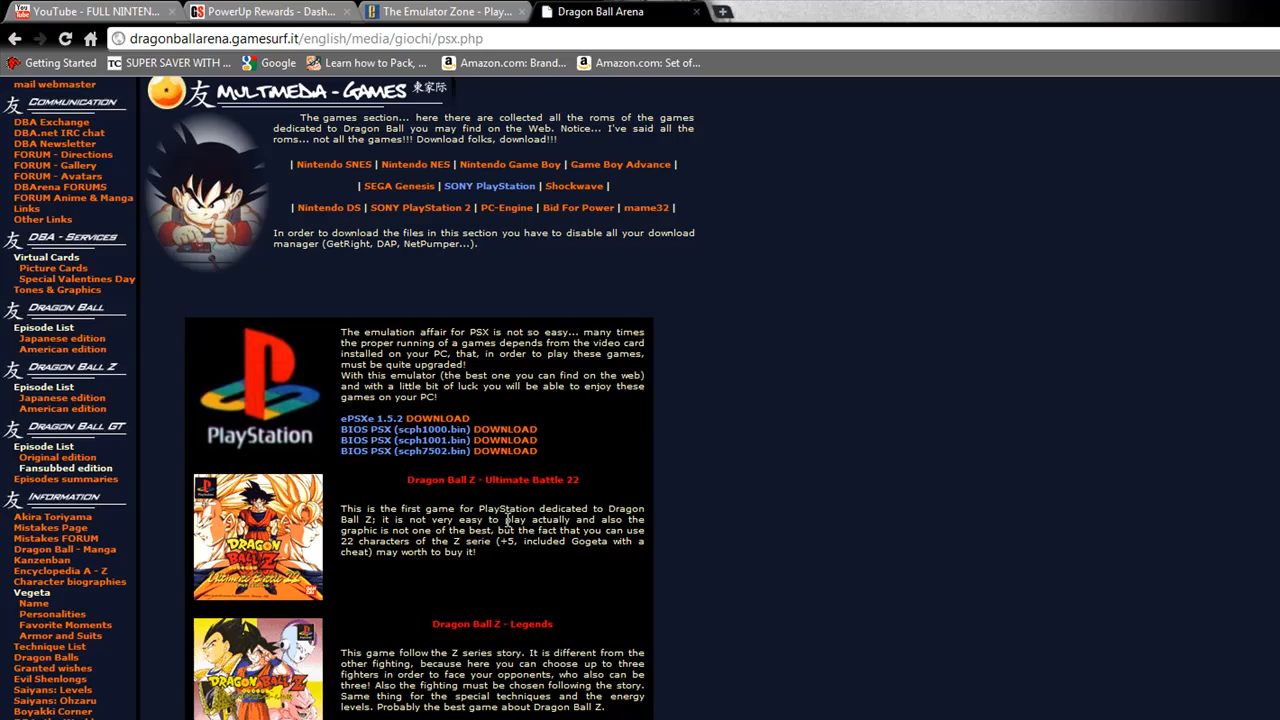 YouTube - FULL NINTEN...
PowerUp Rewards - Dash...
The Emulator Zone - Play...
Dragon Ball Arena
dragonballarena.gamesurf.it/english/media/giochi/psx.php
Getting Started
SUPER SAVER WITH ...
Google
Learn how to Pack, ...
Amazon.com: Brand...
Amazon.com: Set of...
mail webmaster
COMMUNICATION
DBA Exchange
DBA.net IRC chat
DBA Newsletter
FORUM - Directions
FORUM - Gallery
FORUM - Avatars
DBArena FORUMS
FORUM Anime & Manga
Links
Other Links
DBA - SERVICES
Virtual Cards
Picture Cards
Special Valentines Day
Tones & Graphics
DRAGON BALL
Episode List
Japanese edition
American edition
DRAGON BALL Z
Episode List
Japanese edition
American edition
DRAGON BALL GT
Episode List
Original edition
Fansubbed edition
Episodes summaries
INFORMATION
Akira Toriyama
Mistakes Page
Mistakes FORUM
Dragon Ball - Manga
Kanzenban
Encyclopedia A - Z
Character biographies
Vegeta
Name
Personalities
Favorite Moments
Armor and Suits
Technique List
Dragon Balls
Granted wishes
Evil Shenlongs
Saiyans: Levels
Saiyans: Ohzaru
Boyakki Corner
友 MULTIMEDIA - GAMES 東家际
The games section... here there are collected all the roms of the games
dedicated to Dragon Ball you may find on the Web. Notice... I've said all the
roms... not all the games!!! Download folks, download!!!
| Nintendo SNES | Nintendo NES | Nintendo Game Boy | Game Boy Advance |
| SEGA Genesis | SONY PlayStation | Shockwave |
| Nintendo DS | SONY PlayStation 2 | PC-Engine | Bid For Power | mame32 |
In order to download the files in this section you have to disable all your download
manager (GetRight, DAP, NetPumper...).
PlayStation
The emulation affair for PSX is not so easy... many times
the proper running of a games depends from the video card
installed on your PC, that, in order to play these games,
must be quite upgraded!
With this emulator (the best one you can find on the web)
and with a little bit of luck you will be able to enjoy these
games on your PC!
ePSXe 1.5.2 DOWNLOAD
BIOS PSX (scph1000.bin) DOWNLOAD
BIOS PSX (scph1001.bin) DOWNLOAD
BIOS PSX (scph7502.bin) DOWNLOAD
DRAGON BALL Z
Ultimate Battle 22
Dragon Ball Z - Ultimate Battle 22
This is the first game for PlayStation dedicated to Dragon
Ball Z; it is not very easy to play actually and also the
graphic is not one of the best, but the fact that you can use
22 characters of the Z serie (+5, included Gogeta with a
cheat) may worth to buy it!
DRAGON BALL Z
Dragon Ball Z - Legends
This game follow the Z series story. It is different from the
other fighting, because here you can choose up to three
fighters in order to face your opponents, who also can be
three! Also the fighting must be chosen following the story.
Same thing for the special techniques and the energy
levels. Probably the best game about Dragon Ball Z.